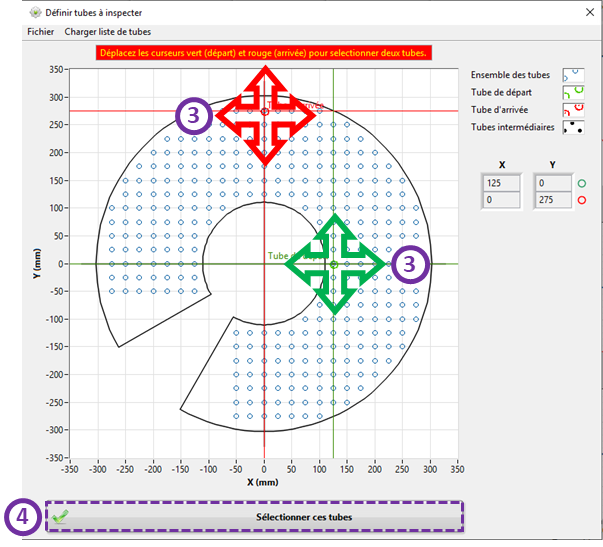 Définir tubes à inspecter
Fichier Charger liste de tubes
Déplacez les curseurs vert (départ) et rouge (arrivée) pour selectionner deux tubes.
Ensemble des tubes
Tube de départ
Tube d'arrivée
Tubes intermédiaires
X Y
125 0
0 275
3
3
Y (mm)
350
300
250
200
150
100
50
0
-50
-100
-150
-200
-250
-300
-350
-350 -300 -250 -200 -150 -100 -50 0 50 100 150 200 250 300 350
X (mm)
4
Sélectionner ces tubes